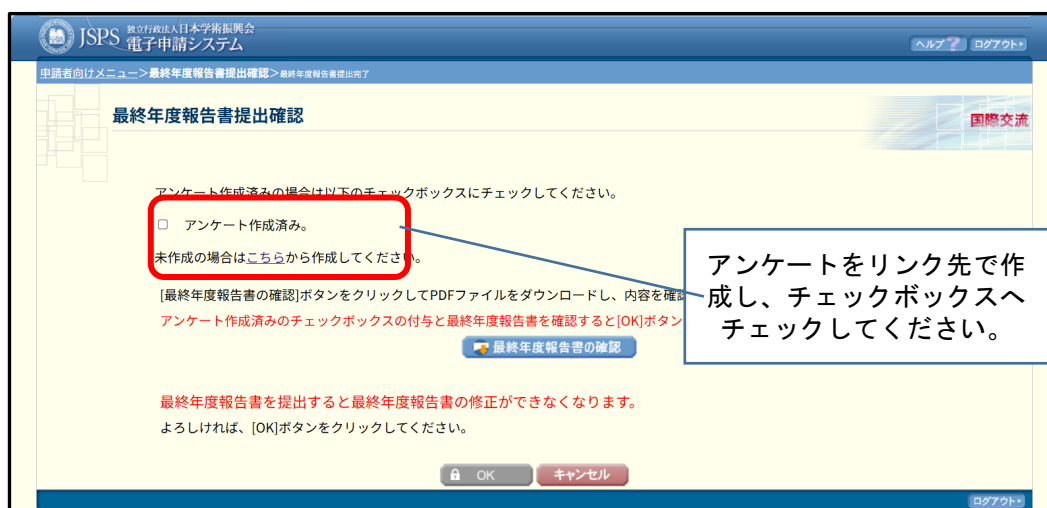 JSPS 独立行政法人日本学術振興会
電子申請システム
ヘルプ? ログアウト
申請者向けメニュー>最終年度報告書提出確認>最終年度報告書提出完了
最終年度報告書提出確認
国際交流
アンケート作成済みの場合は以下のチェックボックスにチェックしてください。
アンケート作成済み。
未作成の場合はこちらから作成してください。
[最終年度報告書の確認]ボタンをクリックしてPDFファイルをダウンロードし、内容を確認
アンケート作成済みのチェックボックスの付与と最終年度報告書を確認すると[OK]ボタン
最終年度報告書の確認
アンケートをリンク先で作
成し、チェックボックスへ
チェックしてください。
最終年度報告書を提出すると最終年度報告書の修正ができなくなります。
よろしければ、[OK]ボタンをクリックしてください。
OK キャンセル
ログアウト